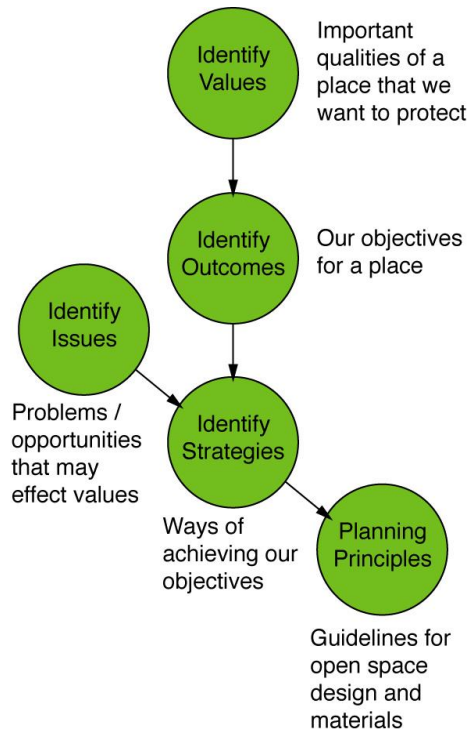 Identify
Values
Important
qualities of a
place that we
want to protect
Identify
Outcomes
Our objectives
for a place
Identify
Issues
Problems /
opportunities
that may
effect values
Identify
Strategies
Ways of
achieving our
objectives
Planning
Principles
Guidelines for
open space
design and
materials